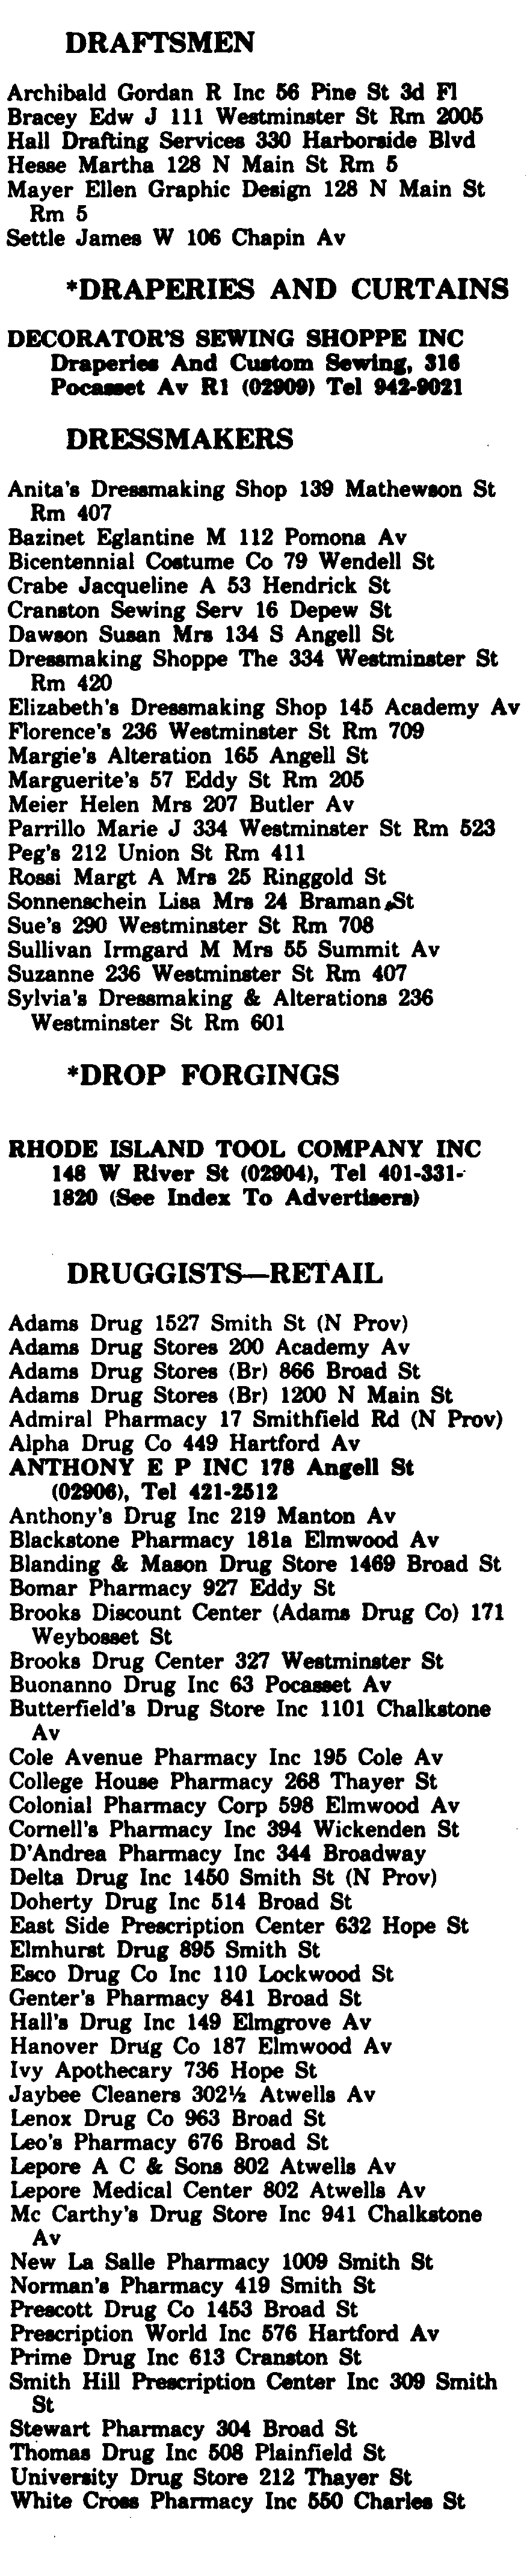 DRAFTSMEN
Archibald Gordan R Inc 56 Pine St 3d Fl
Bracey Edw J 111 Westminster St Rm 2005
Hall Drafting Services 330 Harborside Blvd
Hesse Martha 128 N Main St Rm 5
Mayer Ellen Graphic Design 128 N Main St
Rm 5
Settle James W 106 Chapin Av
*DRAPERIES AND CURTAINS
DECORATOR'S SEWING SHOPPE INC
Draperies And Custom Sewing, 316
Pocasset Av R1 (02909) Tel 942-9021
DRESSMAKERS
Anita's Dressmaking Shop 139 Mathewson St
Rm 407
Bazinet Eglantine M 112 Pomona Av
Bicentennial Costume Co 79 Wendell St
Crabe Jacqueline A 53 Hendrick St
Cranston Sewing Serv 16 Depew St
Dawson Susan Mrs 134 S Angell St
Dressmaking Shoppe The 334 Westminster St
Rm 420
Elizabeth's Dressmaking Shop 145 Academy Av
Florence's 236 Westminster St Rm 709
Margie's Alteration 165 Angell St
Marguerite's 57 Eddy St Rm 205
Meier Helen Mrs 207 Butler Av
Parrillo Marie J 334 Westminster St Rm 523
Peg's 212 Union St Rm 411
Rossi Margt A Mrs 25 Ringgold St
Sonnenschein Lisa Mrs 24 Braman St
Sue's 290 Westminster St Rm 708
Sullivan Irmgard M Mrs 55 Summit Av
Suzanne 236 Westminster St Rm 407
Sylvia's Dressmaking & Alterations 236
Westminster St Rm 601
*DROP FORGINGS
RHODE ISLAND TOOL COMPANY INC
148 W River St (02904), Tel 401-331-
1820 (See Index To Advertisers)
DRUGGISTS—RETAIL
Adams Drug 1527 Smith St (N Prov)
Adams Drug Stores 200 Academy Av
Adams Drug Stores (Br) 866 Broad St
Adams Drug Stores (Br) 1200 N Main St
Admiral Pharmacy 17 Smithfield Rd (N Prov)
Alpha Drug Co 449 Hartford Av
ANTHONY E P INC 178 Angell St
(02906), Tel 421-2512
Anthony's Drug Inc 219 Manton Av
Blackstone Pharmacy 181a Elmwood Av
Blanding & Mason Drug Store 1469 Broad St
Bomar Pharmacy 927 Eddy St
Brooks Discount Center (Adams Drug Co) 171
Weybosset St
Brooks Drug Center 327 Westminster St
Buonanno Drug Inc 63 Pocasset Av
Butterfield's Drug Store Inc 1101 Chalkstone
Av
Cole Avenue Pharmacy Inc 195 Cole Av
College House Pharmacy 268 Thayer St
Colonial Pharmacy Corp 598 Elmwood Av
Cornell's Pharmacy Inc 394 Wickenden St
D'Andrea Pharmacy Inc 344 Broadway
Delta Drug Inc 1450 Smith St (N Prov)
Doherty Drug Inc 514 Broad St
East Side Prescription Center 632 Hope St
Elmhurst Drug 895 Smith St
Esco Drug Co Inc 110 Lockwood St
Genter's Pharmacy 841 Broad St
Hall's Drug Inc 149 Elmgrove Av
Hanover Drug Co 187 Elmwood Av
Ivy Apothecary 736 Hope St
Jaybee Cleaners 302½ Atwells Av
Lenox Drug Co 963 Broad St
Leo's Pharmacy 676 Broad St
Lepore A C & Sons 802 Atwells Av
Lepore Medical Center 802 Atwells Av
Mc Carthy's Drug Store Inc 941 Chalkstone
Av
New La Salle Pharmacy 1009 Smith St
Norman's Pharmacy 419 Smith St
Prescott Drug Co 1453 Broad St
Prescription World Inc 576 Hartford Av
Prime Drug Inc 613 Cranston St
Smith Hill Prescription Center Inc 309 Smith
St
Stewart Pharmacy 304 Broad St
Thomas Drug Inc 508 Plainfield St
University Drug Store 212 Thayer St
White Cross Pharmacy Inc 550 Charles St